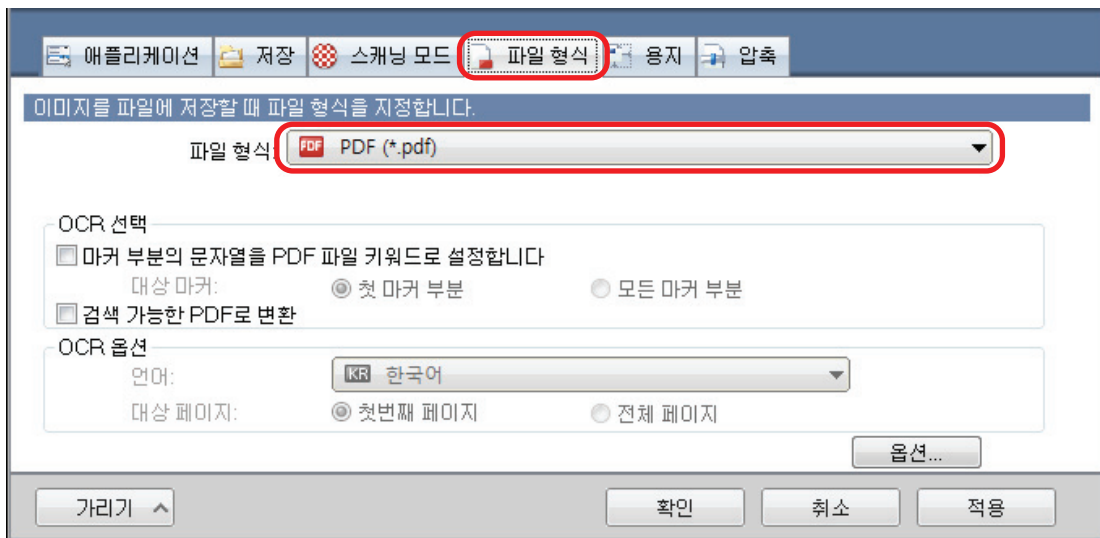 애플리케이션 저장 스캐닝 모드 파일 형식 용지 압축
이미지를 파일에 저장할 때 파일 형식을 지정합니다.
파일 형식: PDF PDF (*.pdf)
OCR 선택
마커 부분의 문자열을 PDF 파일 키워드로 설정합니다
대상 마커: 첫 마커 부분 모든 마커 부분
검색 가능한 PDF로 변환
OCR 옵션
언어: KR 한국어
대상 페이지: 첫번째 페이지 전체 페이지
옵션...
가리기 확인 취소 적용